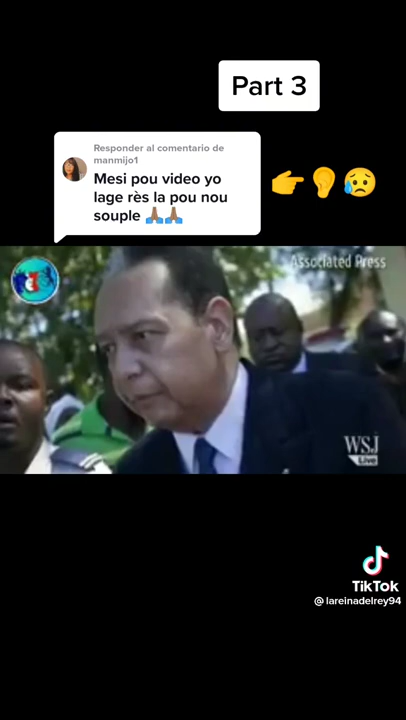 Part 3
Responder al comentario de
manmijo1
Mesi pou video yo
lage rès la pou nou
souple 🙏🏽🙏🏽
👉👂😥
Associated Press
WSJ
Live
TikTok
@lareinadelrey94